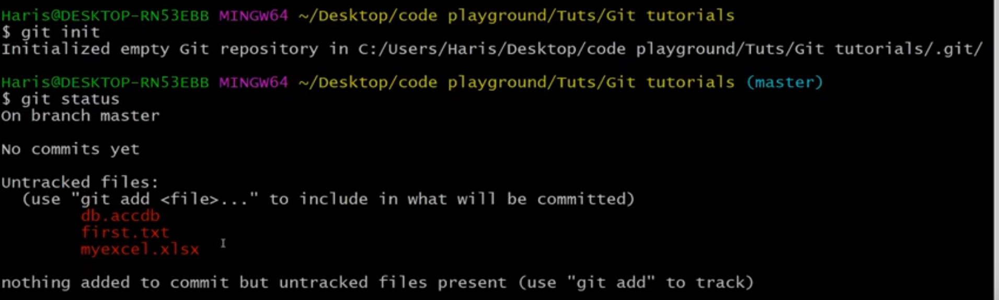 Haris@DESKTOP-RN53EBB MINGW64 ~/Desktop/code playground/Tuts/Git tutorials
$ git init
Initialized empty Git repository in C:/Users/Haris/Desktop/code playground/Tuts/Git tutorials/.git/
Haris@DESKTOP-RN53EBB MINGW64 ~/Desktop/code playground/Tuts/Git tutorials (master)
$ git status
On branch master
No commits yet
Untracked files:
(use "git add <file>..." to include in what will be committed)
db.accdb
first.txt
myexcel.xlsx
nothing added to commit but untracked files present (use "git add" to track)